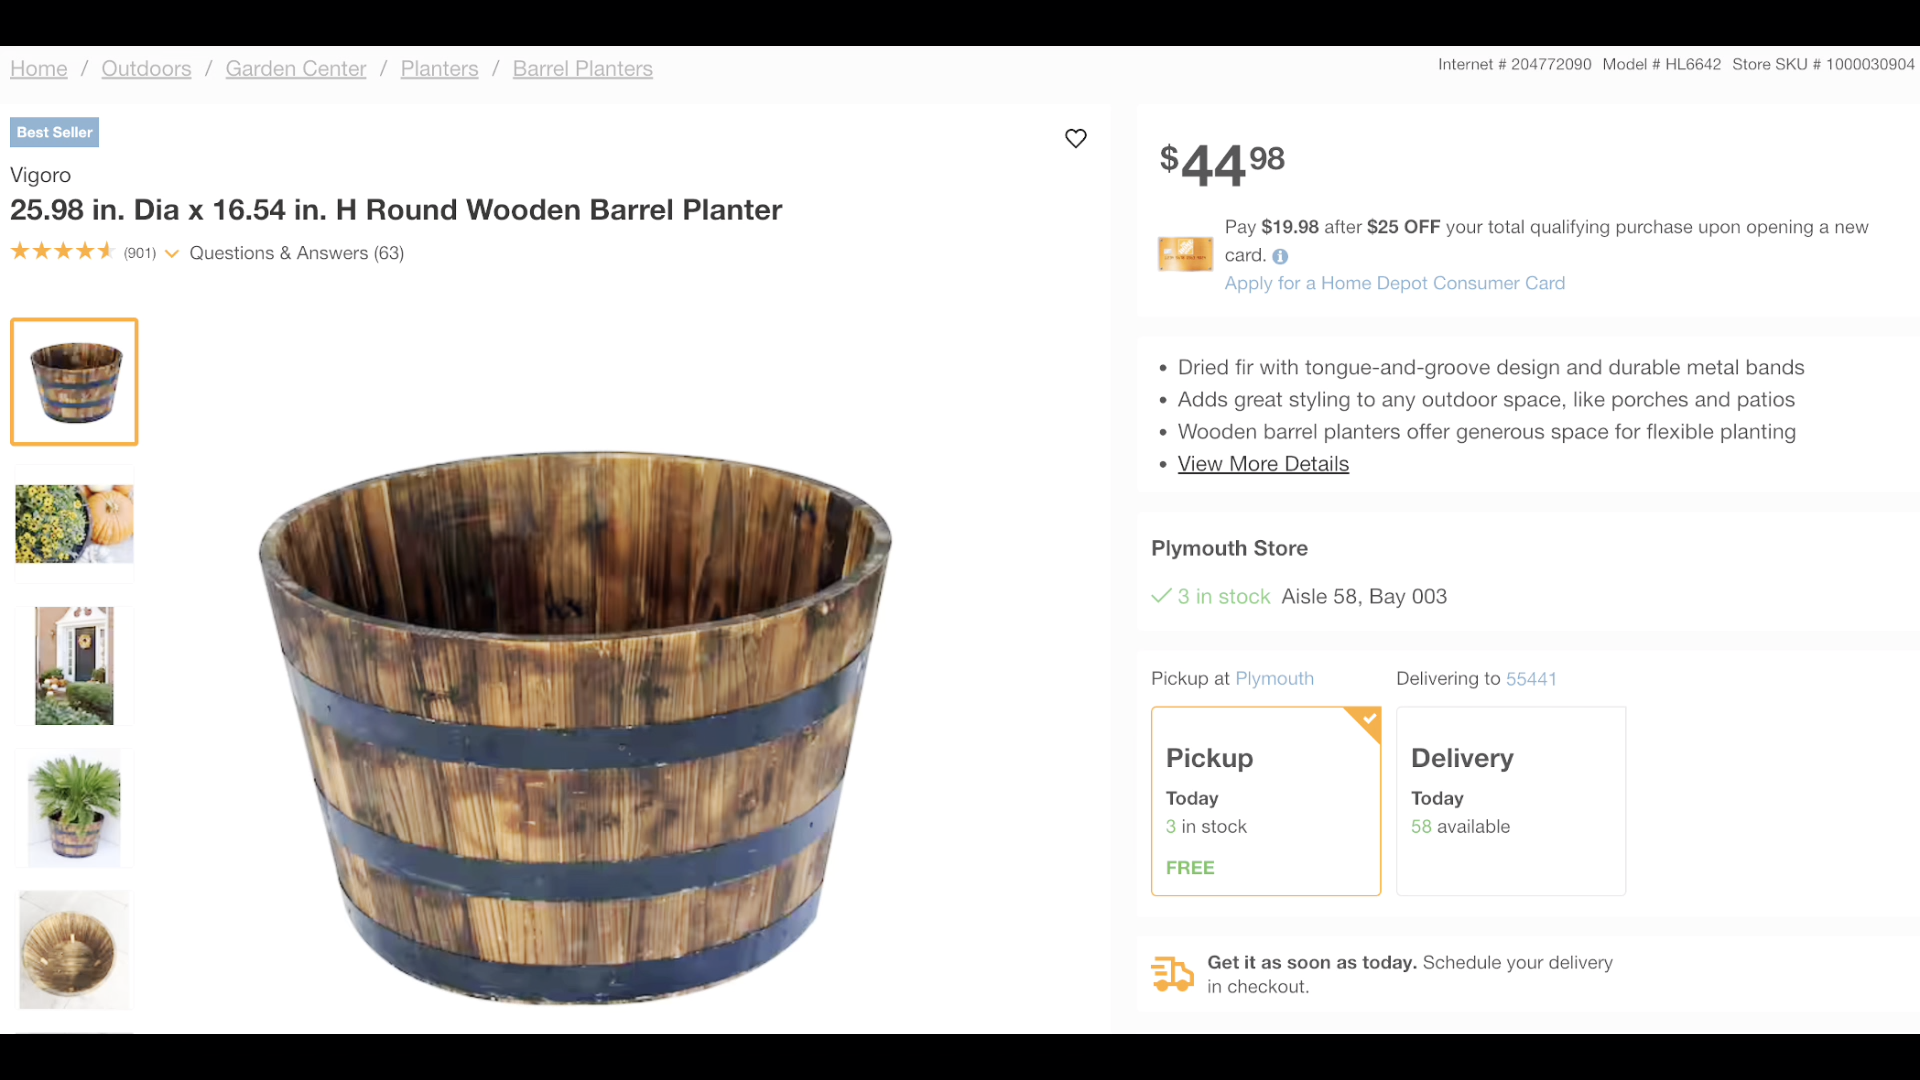 Home / Outdoors / Garden Center / Planters / Barrel Planters
Internet # 204772090 Model # HL6642 Store SKU # 1000030904
Best Seller
Vigoro
25.98 in. Dia x 16.54 in. H Round Wooden Barrel Planter
(901) Questions & Answers (63)
$44.98
Pay $19.98 after $25 OFF your total qualifying purchase upon opening a new
card.
Apply for a Home Depot Consumer Card
• Dried fir with tongue-and-groove design and durable metal bands
• Adds great styling to any outdoor space, like porches and patios
• Wooden barrel planters offer generous space for flexible planting
• View More Details
Plymouth Store
3 in stock Aisle 58, Bay 003
Pickup at Plymouth
Pickup
Today
3 in stock
FREE
Delivering to 55441
Delivery
Today
58 available
Get it as soon as today. Schedule your delivery
in checkout.